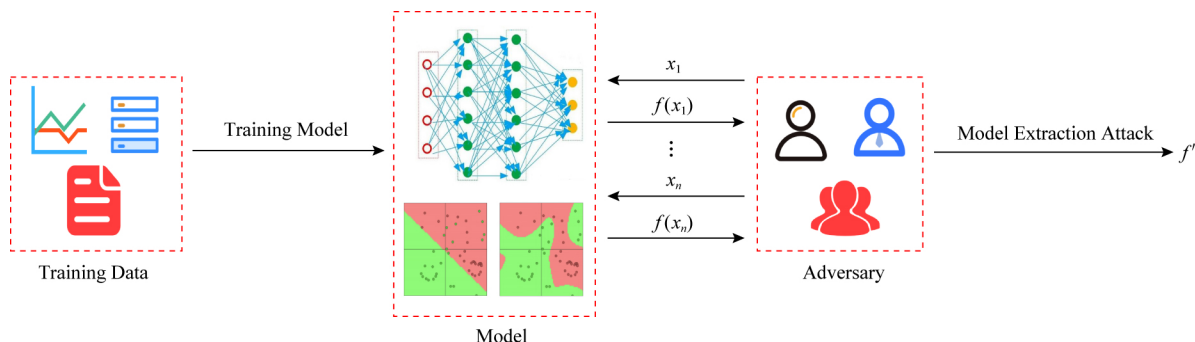 Training Data
Training Model
Model
x₁
f(x₁)
⋮
xₙ
f(xₙ)
Adversary
Model Extraction Attack
f′